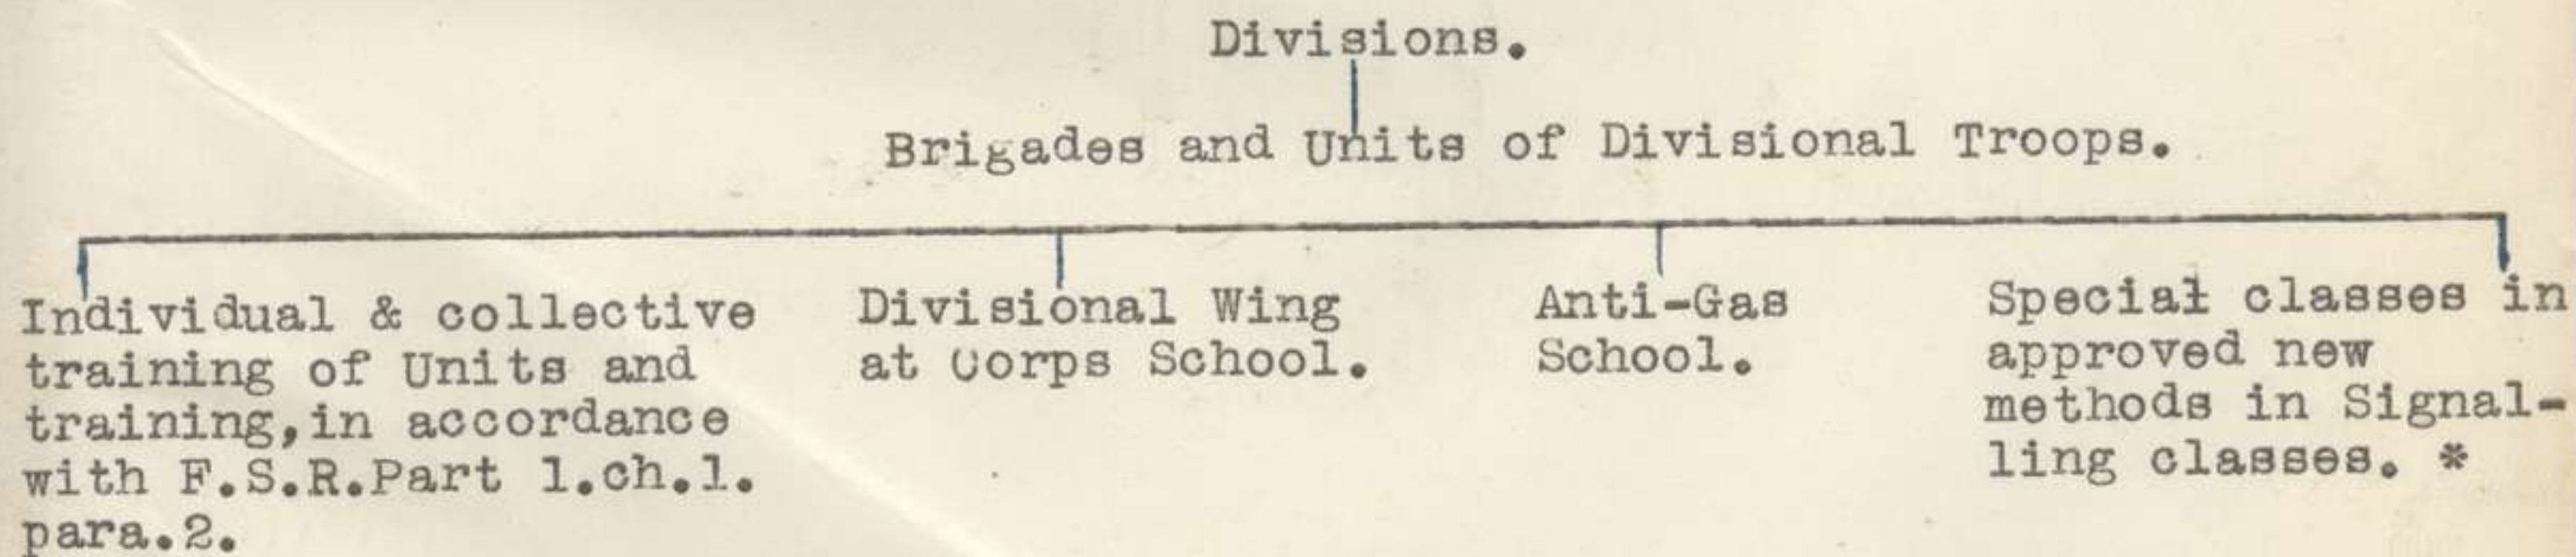 Divisions.
Brigades and Units of Divisional Troops.
Individual & collective
training of Units and
training,in accordance
with F.S.R.Part 1.ch.1.
para.2.
Divisional Wing
at Corps School.
Anti-Gas
School.
Special classes in
approved new
methods in Signal-
ling classes. *